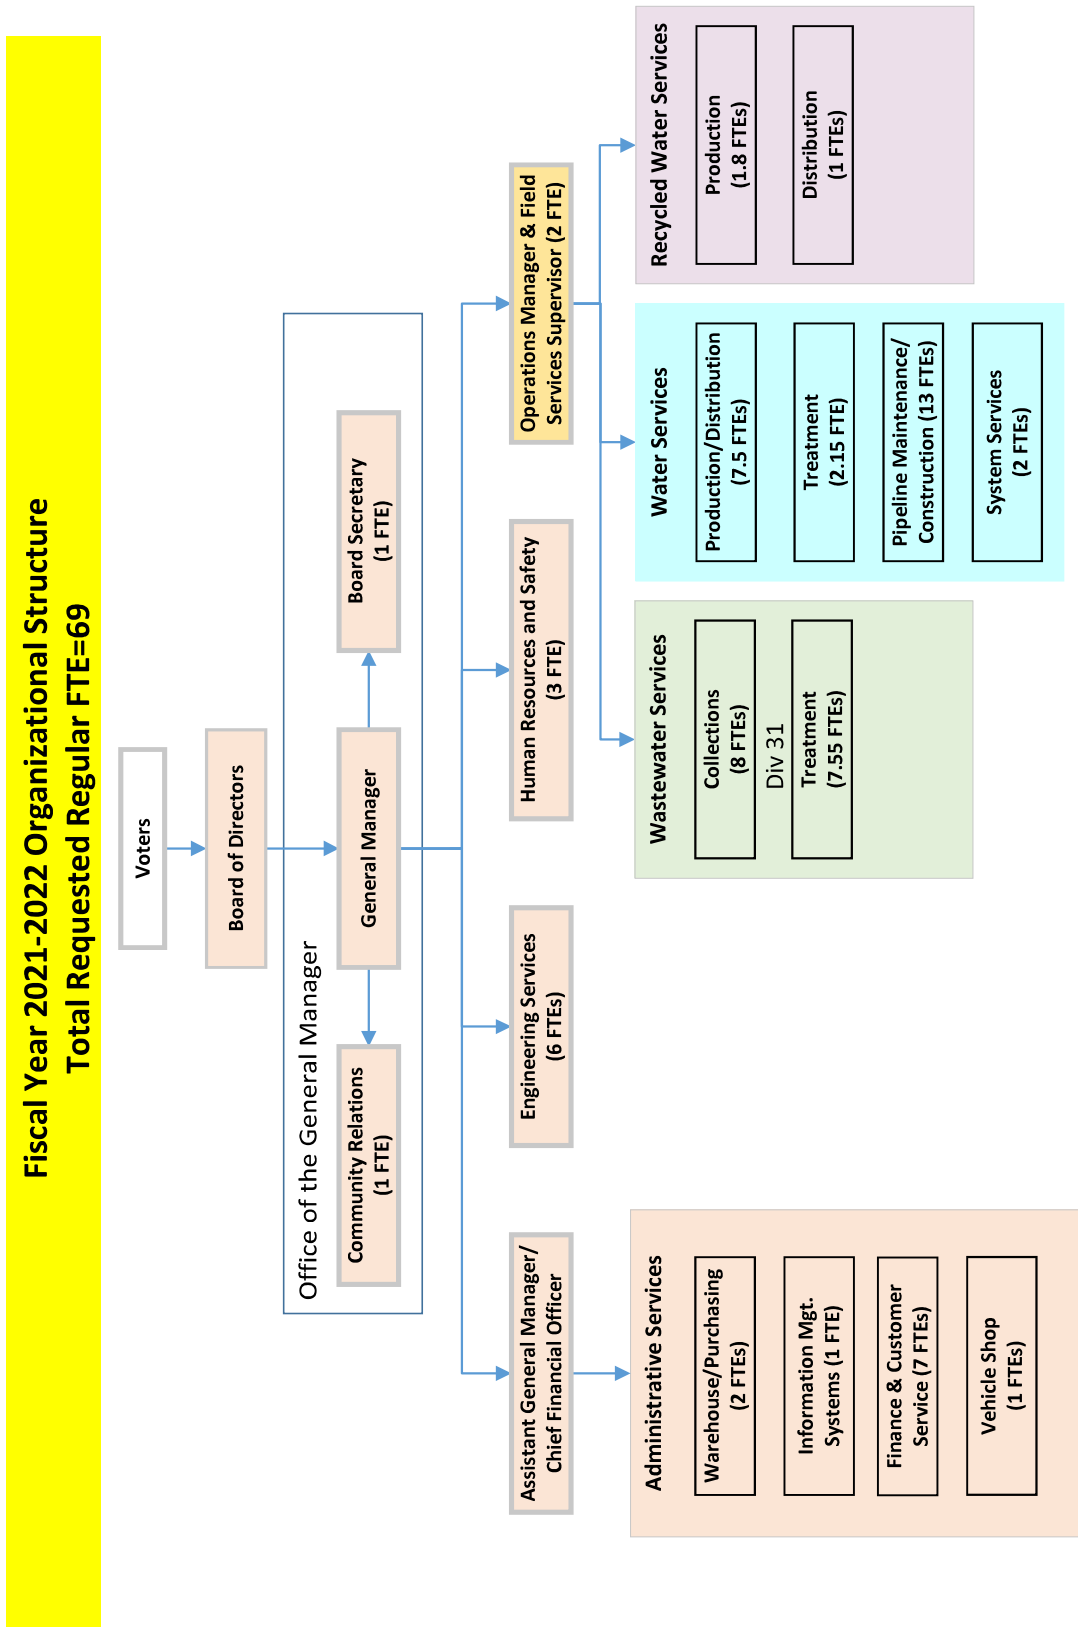 Fiscal Year 2021-2022 Organizational Structure
Total Requested Regular FTE=69
Voters
Board of Directors
Office of the General Manager
Community Relations
(1 FTE)
General Manager
Board Secretary
(1 FTE)
Assistant General Manager/
Chief Financial Officer
Engineering Services
(6 FTEs)
Human Resources and Safety
(3 FTE)
Operations Manager & Field
Services Supervisor (2 FTE)
Administrative Services
Warehouse/Purchasing
(2 FTEs)
Information Mgt.
Systems (1 FTE)
Finance & Customer
Service (7 FTEs)
Vehicle Shop
(1 FTEs)
Wastewater Services
Collections
(8 FTEs)
Div 31
Treatment
(7.55 FTEs)
Water Services
Production/Distribution
(7.5 FTEs)
Treatment
(2.15 FTE)
Pipeline Maintenance/
Construction (13 FTEs)
System Services
(2 FTEs)
Recycled Water Services
Production
(1.8 FTEs)
Distribution
(1 FTEs)